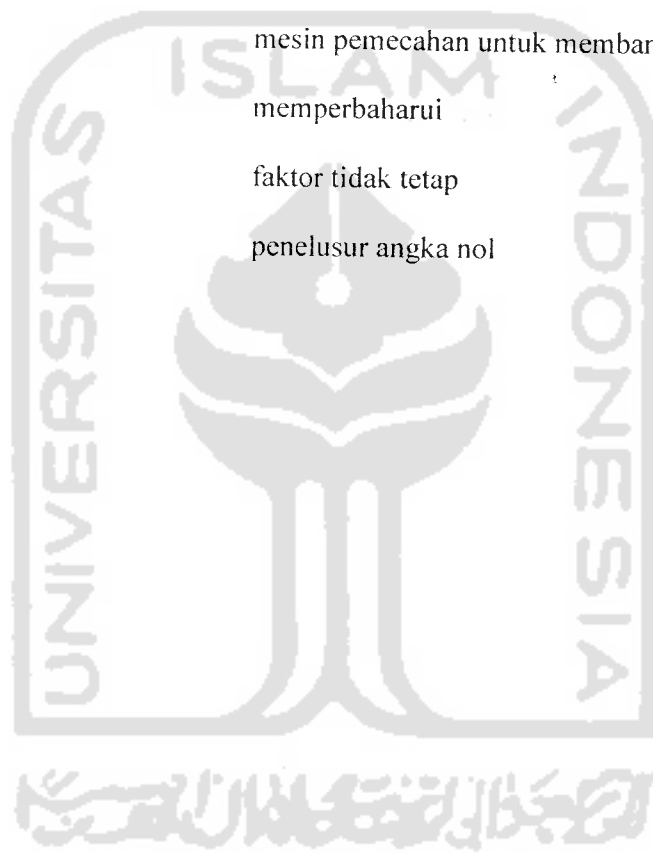 mesin pemecahan untuk membar
memperbaharui
faktor tidak tetap
penelusur angka nol
UNIVERSITAS
ISLAM
INDONESIA